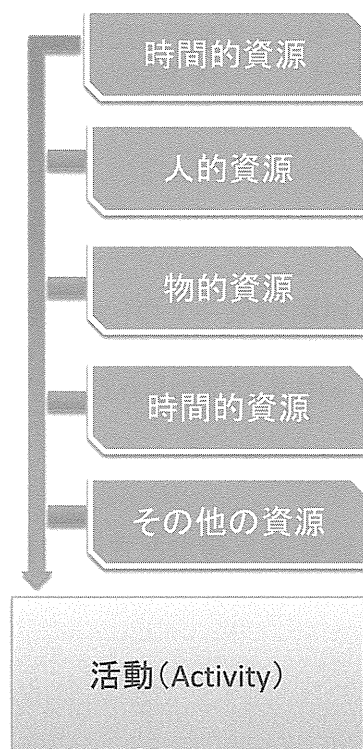 時間的資源
人的資源
物的資源
時間的資源
その他の資源
活動(Activity)